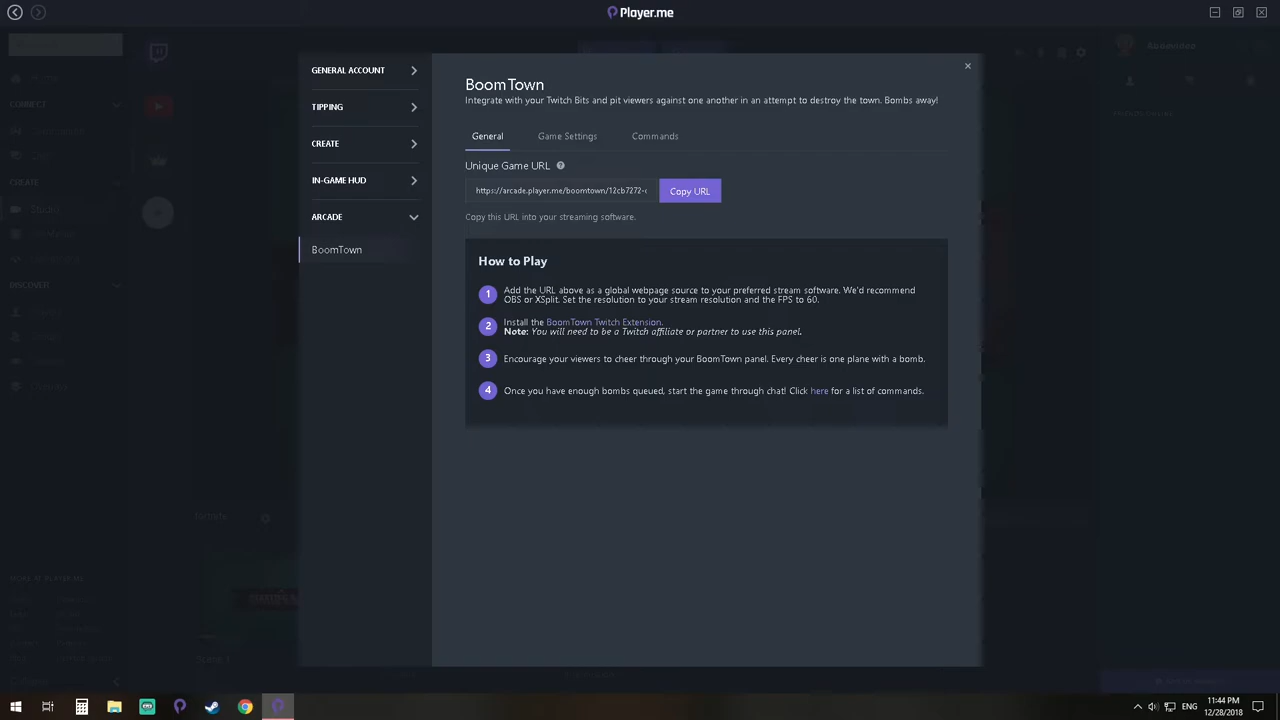 Player.me
GENERAL ACCOUNT
TIPPING
CREATE
IN-GAME HUD
ARCADE
BoomTown
BoomTown
Integrate with your Twitch Bits and pit viewers against one another in an attempt to destroy the town. Bombs away!
General
Game Settings
Commands
Unique Game URL
https://arcade.player.me/boomtown/12cb7272-c
Copy URL
Copy this URL into your streaming software.
How to Play
1
Add the URL above as a global webpage source to your preferred stream software. We'd recommend
OBS or XSplit. Set the resolution to your stream resolution and the FPS to 60.
2
Install the BoomTown Twitch Extension.
Note: You will need to be a Twitch affiliate or partner to use this panel.
3
Encourage your viewers to cheer through your BoomTown panel. Every cheer is one plane with a bomb.
4
Once you have enough bombs queued, start the game through chat! Click here for a list of commands.
CONNECT
CREATE
Studio
DISCOVER
fortnite
Scene 1
ENG
11:44 PM
12/28/2018